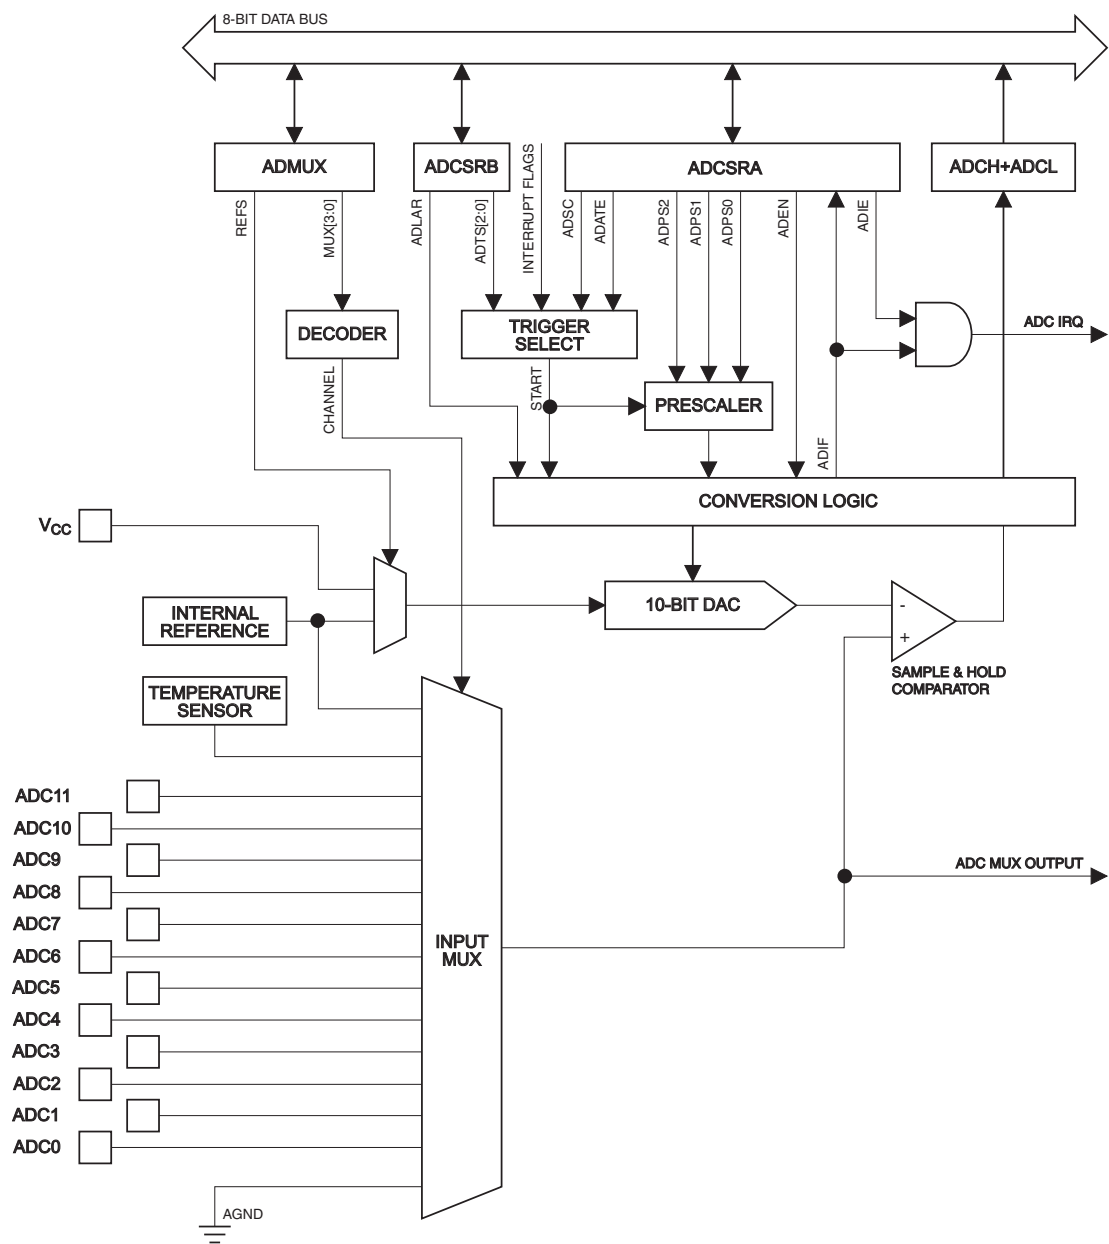 8-BIT DATA BUS
ADMUX
ADCSRB
ADCSRA
ADCH+ADCL
REFS
MUX[3:0]
ADLAR
ADTS[2:0]
INTERRUPT FLAGS
ADSC
ADATE
ADPS2
ADPS1
ADPS0
ADEN
ADIE
DECODER
TRIGGER
SELECT
ADC IRQ
CHANNEL
START
PRESCALER
ADIF
CONVERSION LOGIC
VCC
INTERNAL
REFERENCE
10-BIT DAC
-
+
SAMPLE & HOLD
COMPARATOR
TEMPERATURE
SENSOR
ADC11
ADC10
ADC9
ADC8
ADC7
ADC6
ADC5
ADC4
ADC3
ADC2
ADC1
ADC0
INPUT
MUX
ADC MUX OUTPUT
AGND